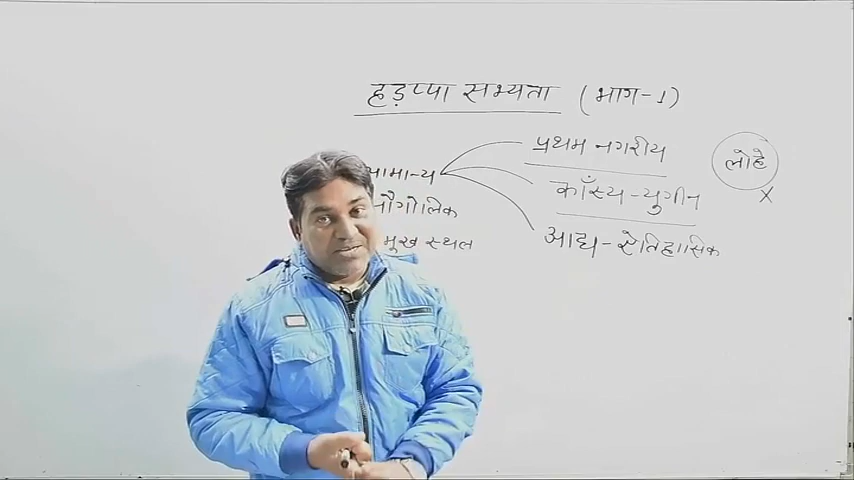 हड़प्पा सभ्यता (भाग-1)
प्रथम नगरीय
लोहे
X
काँस्य-युगीन
भौगोलिक
आद्य-ऐतिहासिक
स्थल